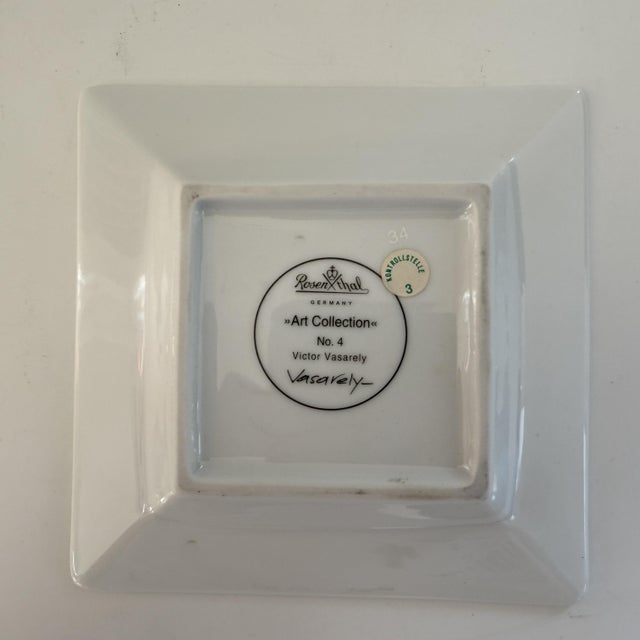 34
KONTROLLSTELLE
3
Rosenthal
GERMANY
»Art Collection«
No. 4
Victor Vasarely
Vasarely